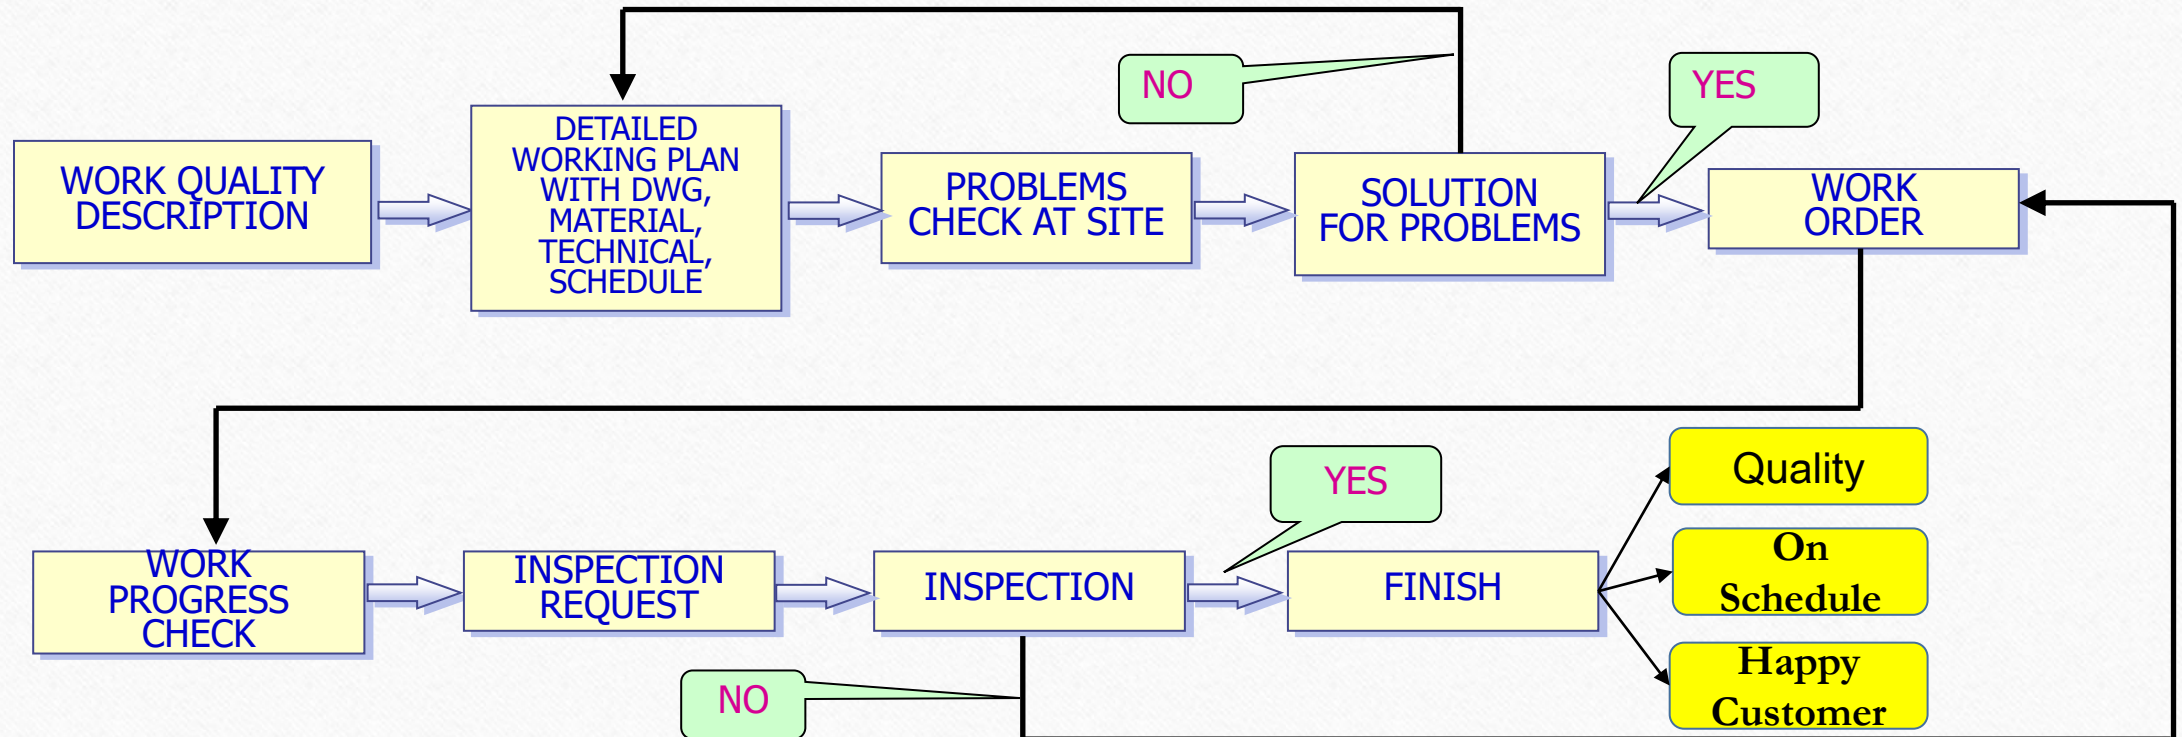 NO
YES
WORK QUALITY
DESCRIPTION
DETAILED
WORKING PLAN
WITH DWG,
MATERIAL,
TECHNICAL,
SCHEDULE
PROBLEMS
CHECK AT SITE
SOLUTION
FOR PROBLEMS
WORK
ORDER
WORK
PROGRESS
CHECK
INSPECTION
REQUEST
INSPECTION
YES
FINISH
Quality
On
Schedule
Happy
Customer
NO